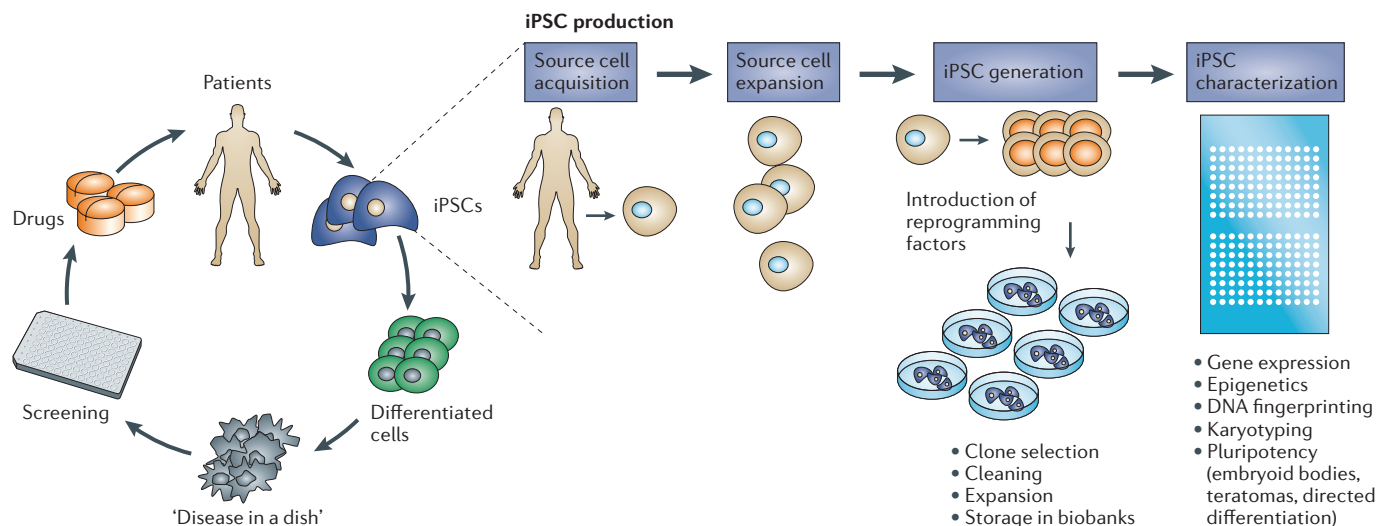 iPSC production
Source cell
acquisition
Source cell
expansion
iPSC generation
iPSC
characterization
Patients
Drugs
iPSCs
Screening
Differentiated
cells
‘Disease in a dish’
Introduction of
reprogramming
factors
• Clone selection
• Cleaning
• Expansion
• Storage in biobanks
• Gene expression
• Epigenetics
• DNA fingerprinting
• Karyotyping
• Pluripotency
(embryoid bodies,
teratomas, directed
differentiation)